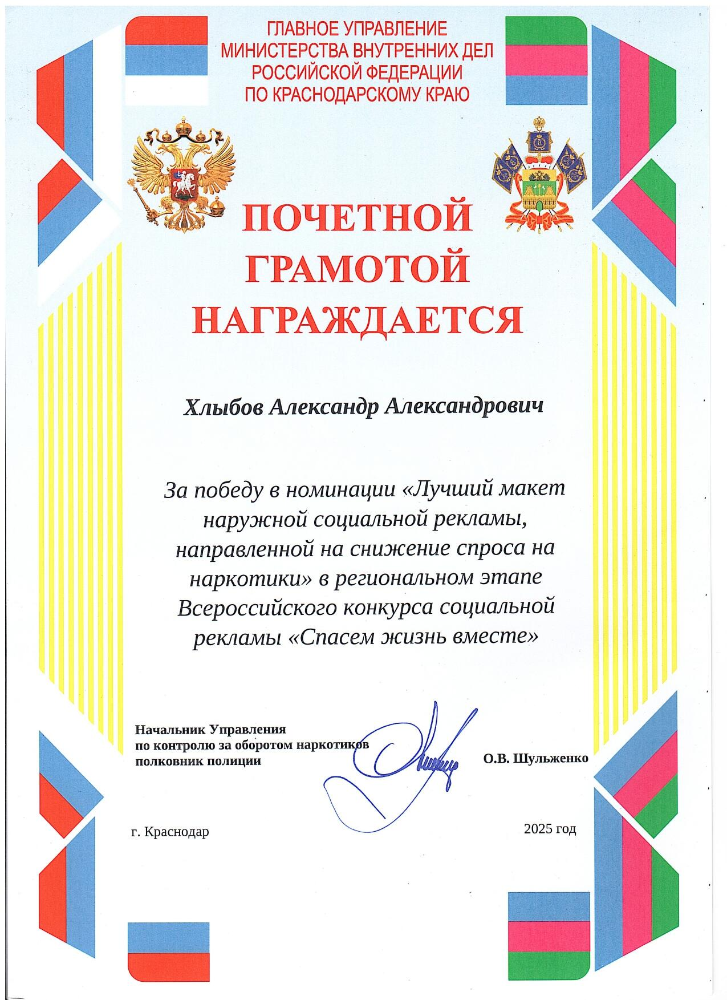 ГЛАВНОЕ УПРАВЛЕНИЕ
МИНИСТЕРСТВА ВНУТРЕННИХ ДЕЛ
РОССИЙСКОЙ ФЕДЕРАЦИИ
ПО КРАСНОДАРСКОМУ КРАЮ
ПОЧЕТНОЙ
ГРАМОТОЙ
НАГРАЖДАЕТСЯ
Хлыбов Александр Александрович
За победу в номинации «Лучший макет
наружной социальной рекламы,
направленной на снижение спроса на
наркотики» в региональном этапе
Всероссийского конкурса социальной
рекламы «Спасем жизнь вместе»
Начальник Управления
по контролю за оборотом наркотиков
полковник полиции
О.В. Шульженко
г. Краснодар
2025 год